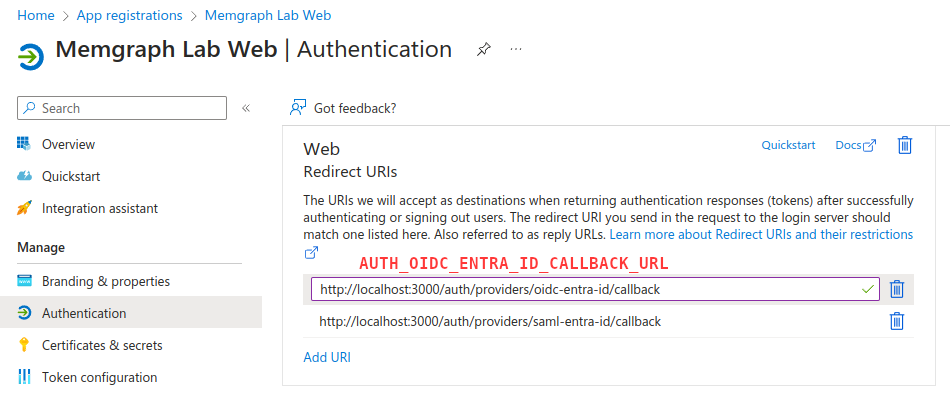 Home > App registrations > Memgraph Lab Web
Memgraph Lab Web | Authentication
Search
Got feedback?
Overview
Quickstart
Integration assistant
Manage
Branding & properties
Authentication
Certificates & secrets
Token configuration
Web
Quickstart
Docs
Redirect URIs
The URIs we will accept as destinations when returning authentication responses (tokens) after successfully
authenticating or signing out users. The redirect URI you send in the request to the login server should
match one listed here. Also referred to as reply URLs. Learn more about Redirect URIs and their restrictions
AUTH_OIDC_ENTRA_ID_CALLBACK_URL
http://localhost:3000/auth/providers/oidc-entra-id/callback
http://localhost:3000/auth/providers/saml-entra-id/callback
Add URI